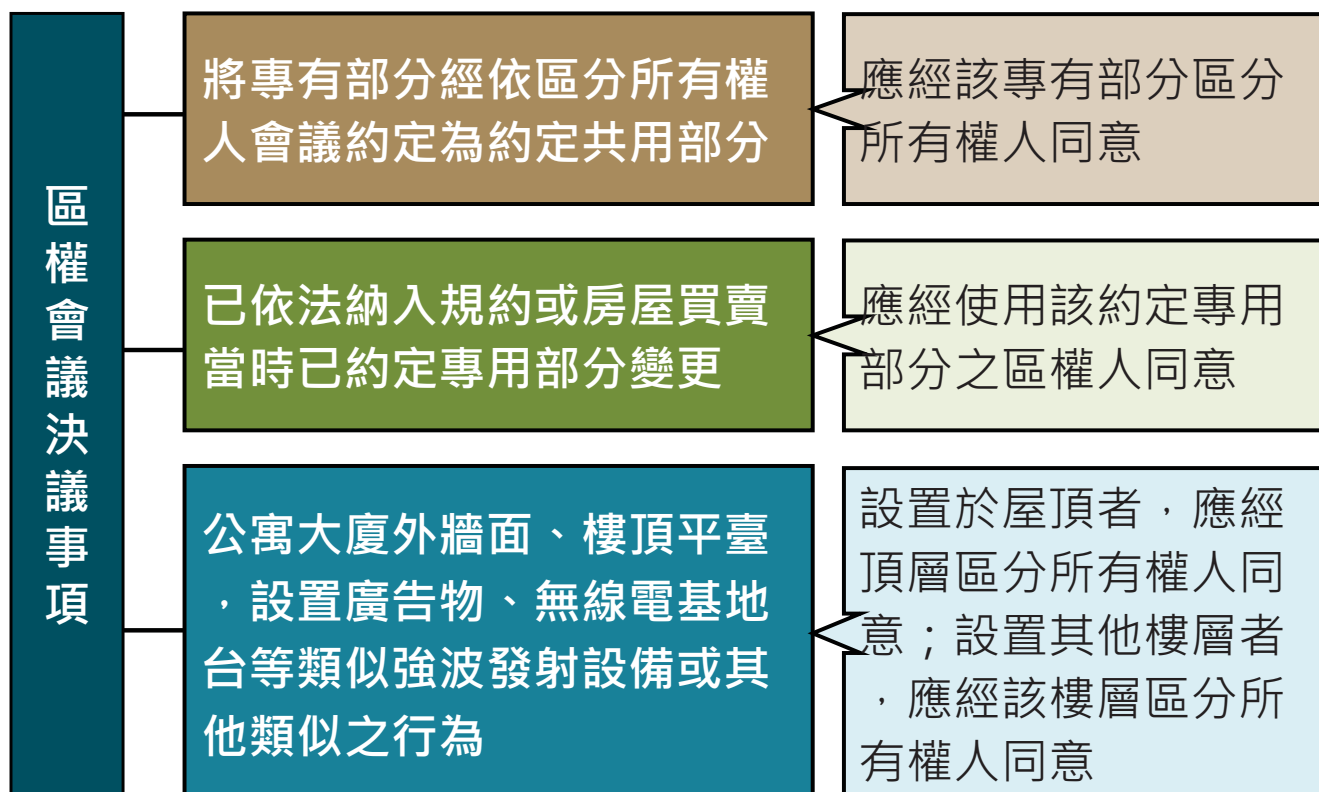 區權會議決議事項
將專有部分經依區分所有權
人會議約定為約定共用部分
應經該專有部分區分
所有權人同意
已依法納入規約或房屋買賣
當時已約定專用部分變更
應經使用該約定專用
部分之區權人同意
公寓大廈外牆面、樓頂平臺
，設置廣告物、無線電基地
台等類似強波發射設備或其
他類似之行為
設置於屋頂者，應經
頂層區分所有權人同
意；設置其他樓層者
，應經該樓層區分所
有權人同意